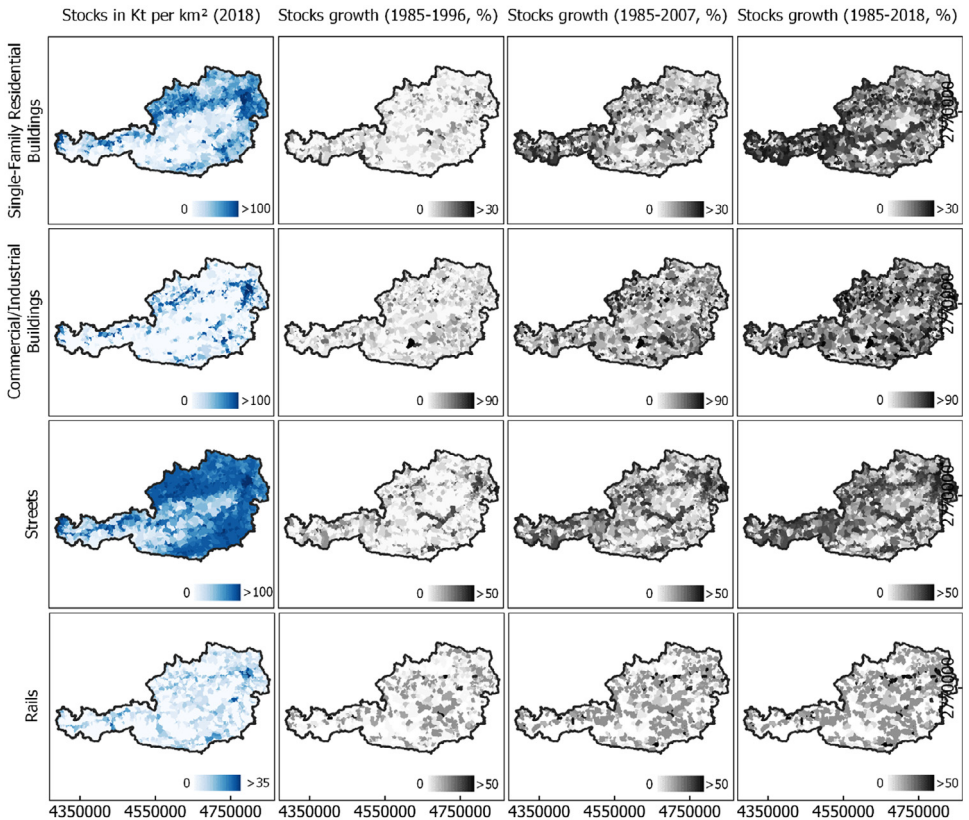 Stocks in Kt per km² (2018)
Stocks growth (1985-1996, %)
Stocks growth (1985-2007, %)
Stocks growth (1985-2018, %)
Single-Family Residential
Buildings
0 >100
0 >30
0 >30
0 >30
2770000
Commercial/Industrial
Buildings
0 >100
0 >90
0 >90
0 >90
2770000
Streets
0 >100
0 >50
0 >50
0 >50
2770000
Rails
0 >35
0 >50
0 >50
0 >50
2770000
4350000 4550000 4750000
4350000 4550000 4750000
4350000 4550000 4750000
4350000 4550000 4750000